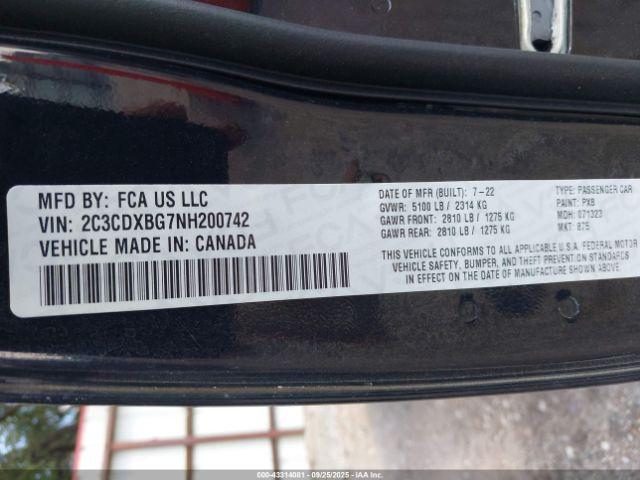 MFD BY: FCA US LLC
VIN: 2C3CDXBG7NH200742
VEHICLE MADE IN: CANADA
DATE OF MFR (BUILT): 7-22
GVWR: 5100 LB / 2314 KG
GAWR FRONT: 2810 LB / 1275 KG
GAWR REAR: 2810 LB / 1275 KG
TYPE: PASSENGER CAR
PAINT: PX8
MDH: 071323
MKT: 875
THIS VEHICLE CONFORMS TO ALL APPLICABLE U.S.A. FEDERAL MOTOR
VEHICLE SAFETY, BUMPER, AND THEFT PREVENTION STANDARDS
IN EFFECT ON THE DATE OF MANUFACTURE SHOWN ABOVE.
000-43314081 - 09/25/2025 - IAAI.COM